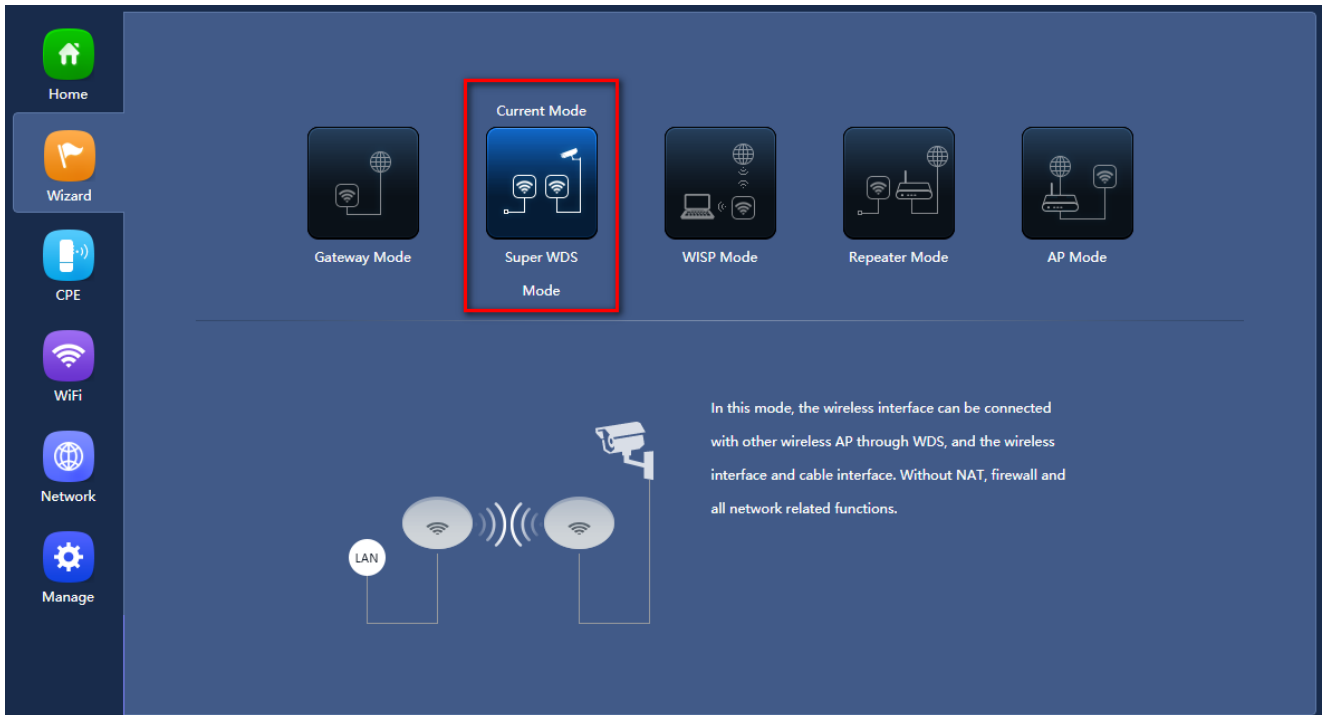 Home
Wizard
CPE
WiFi
Network
Manage
Current Mode
Gateway Mode
Super WDS
Mode
WISP Mode
Repeater Mode
AP Mode
LAN
In this mode, the wireless interface can be connected
with other wireless AP through WDS, and the wireless
interface and cable interface. Without NAT, firewall and
all network related functions.